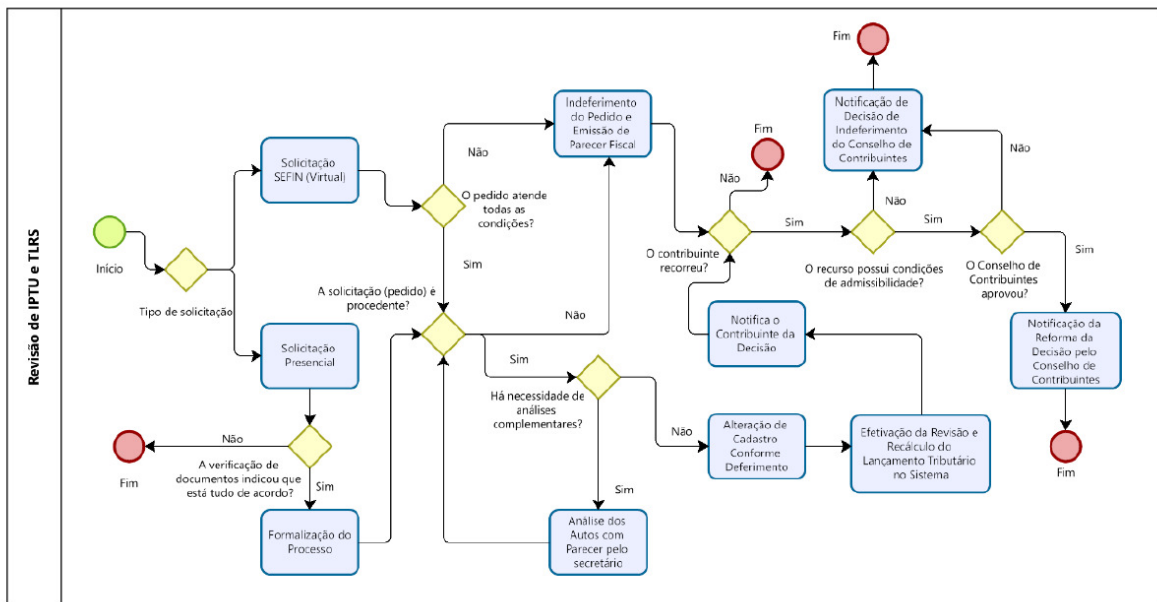 Revisão de IPTU e TLRS
Início
Tipo de solicitação
Solicitação
SEFIN (Virtual)
Solicitação
Presencial
Não
Fim
A verificação de
documentos indicou que
está tudo de acordo?
Sim
Formalização do
Processo
Não
O pedido atende
todas as
condições?
Sim
A solicitação (pedido) é
procedente?
Indeferimento
do Pedido e
Emissão de
Parecer Fiscal
Não
Sim
Há necessidade de
análises
complementares?
Sim
Análise dos
Autos com
Parecer pelo
secretário
Não
Alteração de
Cadastro
Conforme
Deferimento
Efetivação da Revisão e
Recálculo do
Lançamento Tributário
no Sistema
Notifica o
Contribuinte da
Decisão
O contribuinte
recorreu?
Não
Fim
Sim
O recurso possui condições
de admissibilidade?
Não
Notificação de
Decisão de
Indeferimento
do Conselho de
Contribuintes
Fim
Sim
O Conselho de
Contribuintes
aprovou?
Não
Sim
Notificação da
Reforma da
Decisão pelo
Conselho de
Contribuintes
Fim